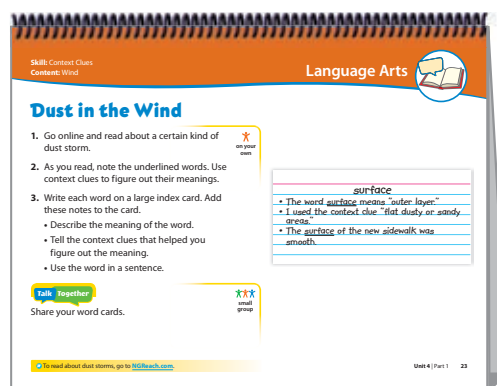 Skill: Context Clues
Content: Wind
Language Arts
Dust in the Wind
1. Go online and read about a certain kind of
dust storm.
on your
own
2. As you read, note the underlined words. Use
context clues to figure out their meanings.
3. Write each word on a large index card. Add
these notes to the card.
• Describe the meaning of the word.
• Tell the context clues that helped you
figure out the meaning.
• Use the word in a sentence.
surface
• The word surface means "outer layer."
• I used the context clue "flat dusty or sandy
areas."
• The surface of the new sidewalk was
smooth.
Talk Together
Share your word cards.
small
group
To read about dust storms, go to NGReach.com.
Unit 4 | Part 1 23